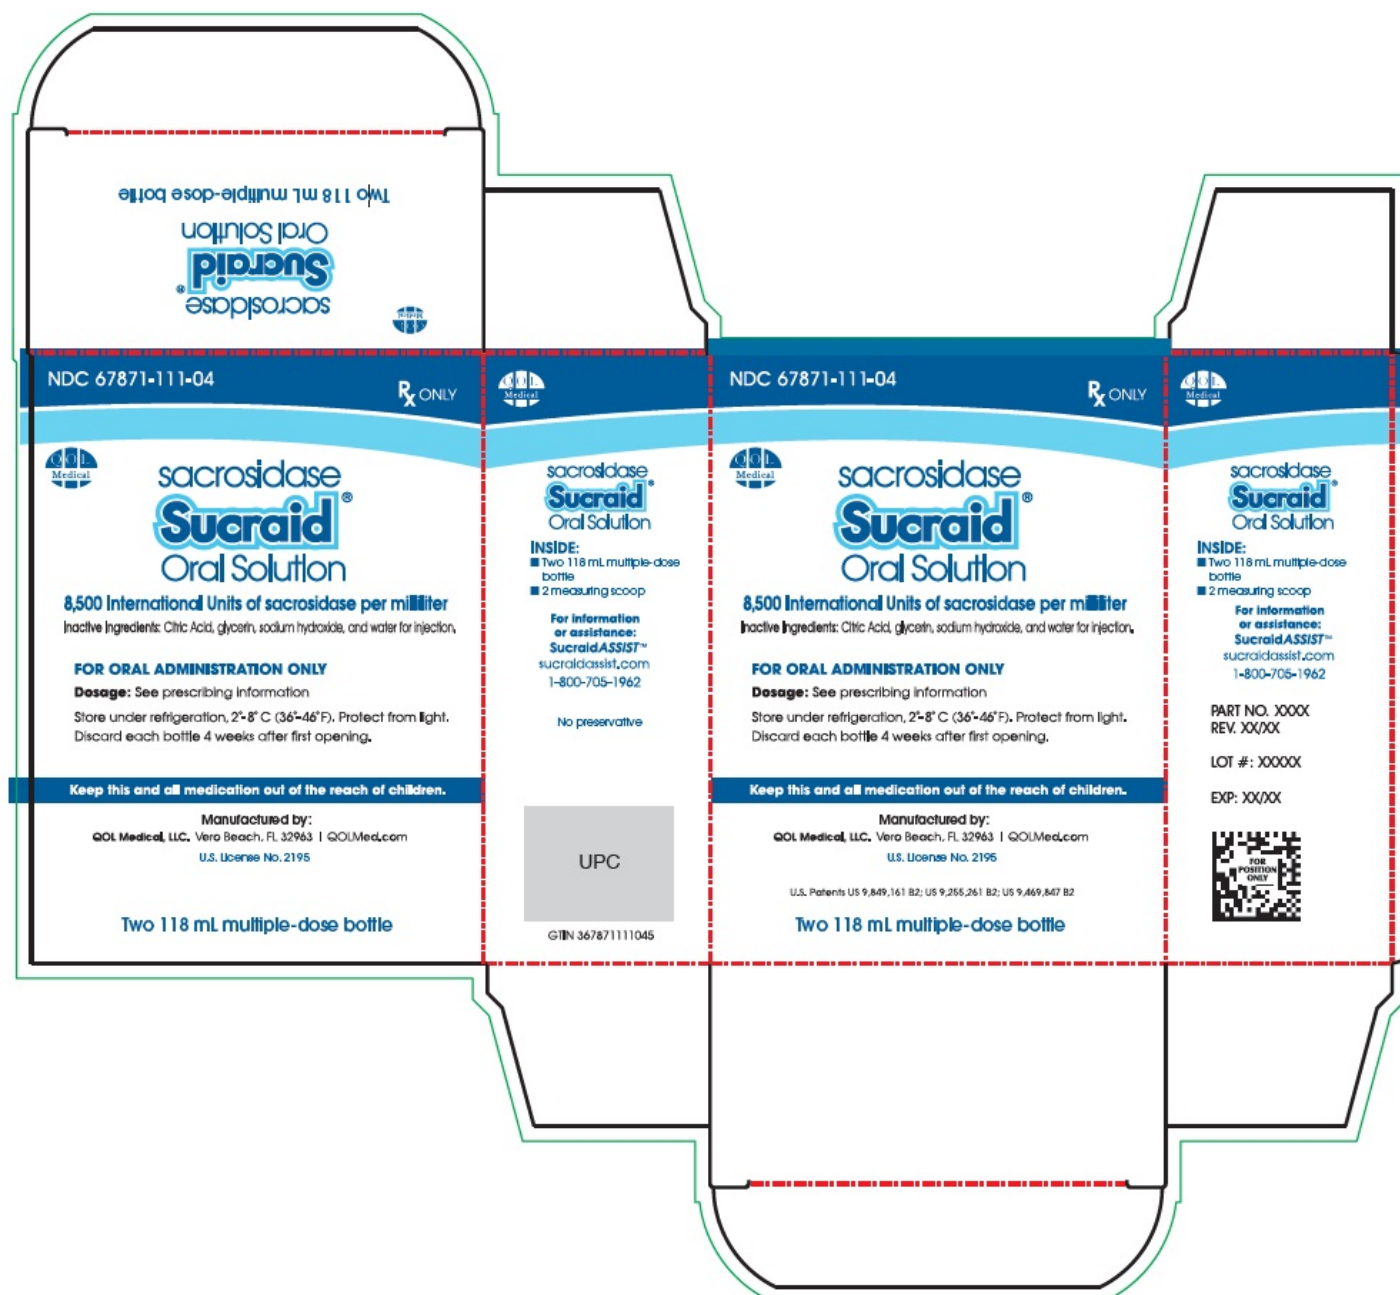 Two 118 mL multiple-dose bottle
sacrosidase
Sucraid®
Oral Solution
NDC 67871-111-04
Rx ONLY
QOL
Medical
sacrosidase
Sucraid®
Oral Solution
8,500 International Units of sacrosidase per milliliter
Inactive Ingredients: Citric Acid, glycerin, sodium hydroxide, and water for injection.
FOR ORAL ADMINISTRATION ONLY
Dosage: See prescribing information
Store under refrigeration, 2°-8° C (36°-46°F). Protect from light.
Discard each bottle 4 weeks after first opening.
Keep this and all medication out of the reach of children.
Manufactured by:
QOL Medical, LLC. Vero Beach, FL 32963 | QOLMed.com
U.S. License No. 2195
Two 118 mL multiple-dose bottle
QOL
Medical
sacrosidase
Sucraid®
Oral Solution
INSIDE:
■ Two 118 mL multiple-dose
bottle
■ 2 measuring scoop
For information
or assistance:
SucraidASSIST™
sucraidassist.com
1-800-705-1962
No preservative
UPC
GTIN 367871111045
NDC 67871-111-04
Rx ONLY
QOL
Medical
sacrosidase
Sucraid®
Oral Solution
8,500 International Units of sacrosidase per milliliter
Inactive Ingredients: Citric Acid, glycerin, sodium hydroxide, and water for injection.
FOR ORAL ADMINISTRATION ONLY
Dosage: See prescribing information
Store under refrigeration, 2°-8° C (36°-46°F). Protect from light.
Discard each bottle 4 weeks after first opening.
Keep this and all medication out of the reach of children.
Manufactured by:
QOL Medical, LLC. Vero Beach, FL 32963 | QOLMed.com
U.S. License No. 2195
U.S. Patents US 9,849,161 B2; US 9,255,261 B2; US 9,469,847 B2
Two 118 mL multiple-dose bottle
QOL
Medical
sacrosidase
Sucraid®
Oral Solution
INSIDE:
■ Two 118 mL multiple-dose
bottle
■ 2 measuring scoop
For information
or assistance:
SucraidASSIST™
sucraidassist.com
1-800-705-1962
PART NO. XXXX
REV. XX/XX
LOT #: XXXXX
EXP: XX/XX
FOR
POSITION
ONLY